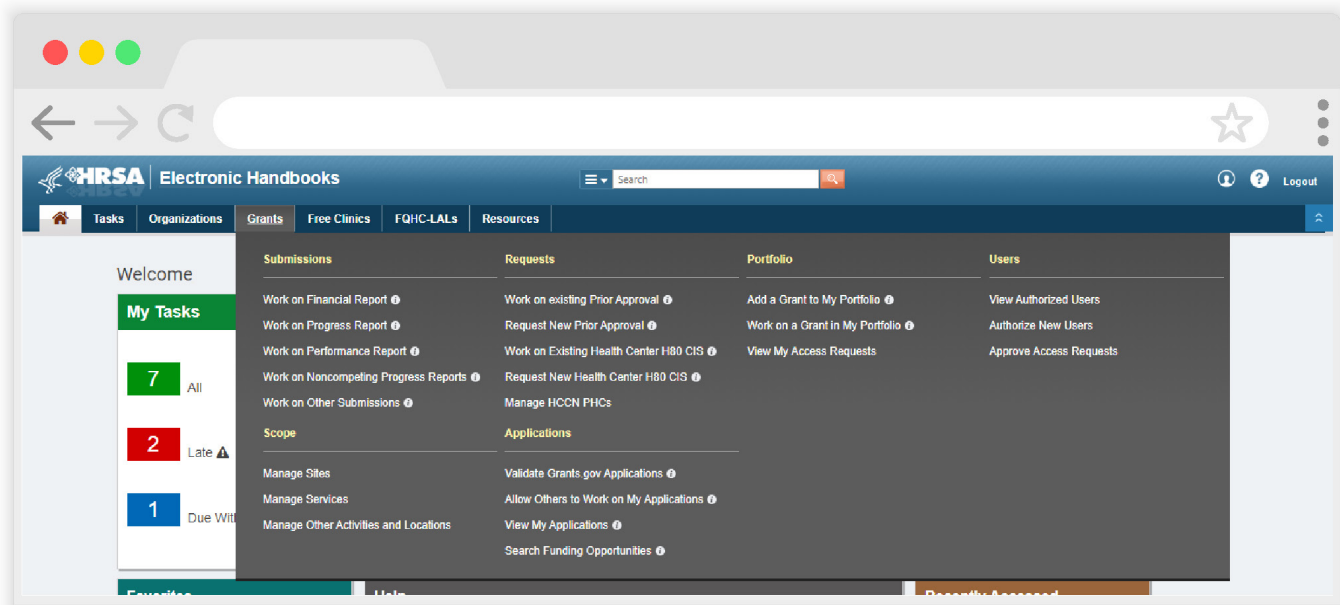 HRSA Electronic Handbooks
Search
Logout
Tasks Organizations Grants Free Clinics FQHC-LALs Resources
Welcome
My Tasks
7 All
2 Late
1 Due Wit
Submissions
Work on Financial Report
Work on Progress Report
Work on Performance Report
Work on Noncompeting Progress Reports
Work on Other Submissions
Requests
Work on existing Prior Approval
Request New Prior Approval
Work on Existing Health Center H80 CIS
Request New Health Center H80 CIS
Manage HCCN PHCs
Portfolio
Add a Grant to My Portfolio
Work on a Grant in My Portfolio
View My Access Requests
Users
View Authorized Users
Authorize New Users
Approve Access Requests
Scope
Manage Sites
Manage Services
Manage Other Activities and Locations
Applications
Validate Grants.gov Applications
Allow Others to Work on My Applications
View My Applications
Search Funding Opportunities
Favorites
Help
Recently Accessed